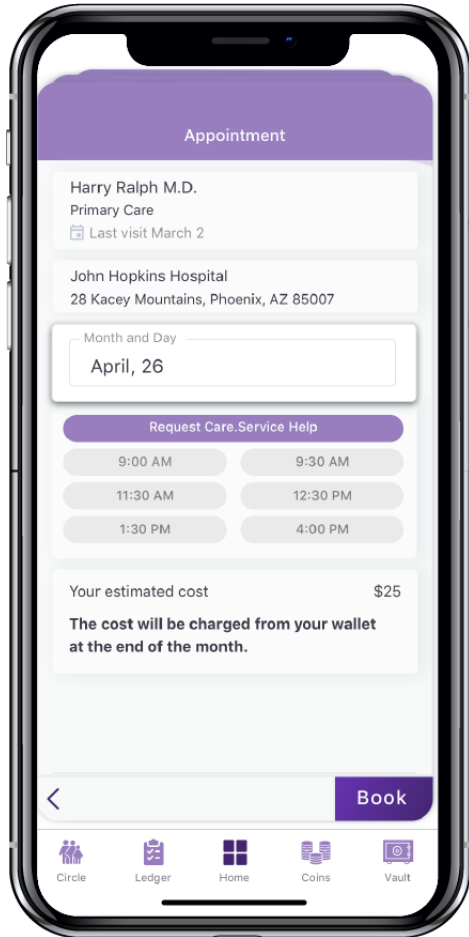 Appointment
Harry Ralph M.D.
Primary Care
Last visit March 2
John Hopkins Hospital
28 Kacey Mountains, Phoenix, AZ 85007
Month and Day
April, 26
Request Care.Service Help
9:00 AM 9:30 AM
11:30 AM 12:30 PM
1:30 PM 4:00 PM
Your estimated cost $25
The cost will be charged from your wallet
at the end of the month.
Book
Circle Ledger Home Coins Vault